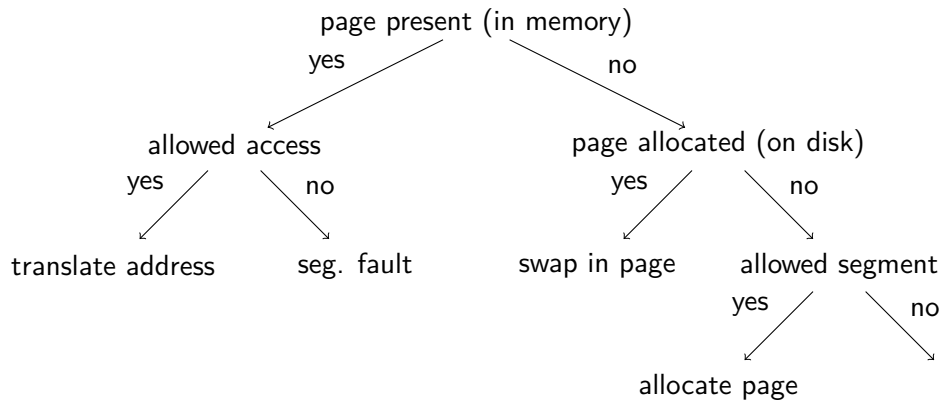 page present (in memory)
yes
no
allowed access
page allocated (on disk)
yes
no
yes
no
translate address
seg. fault
swap in page
allowed segment
yes
no
allocate page